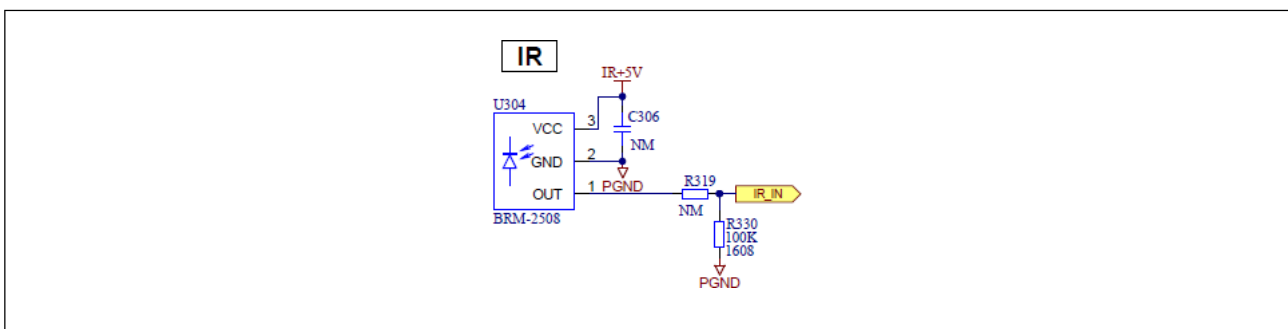 IR
IR+5V
U304
VCC
3
C306
NM
GND
2
PGND
OUT
1
R319
NM
IR_IN
BRM-2508
R330
100K
1608
PGND